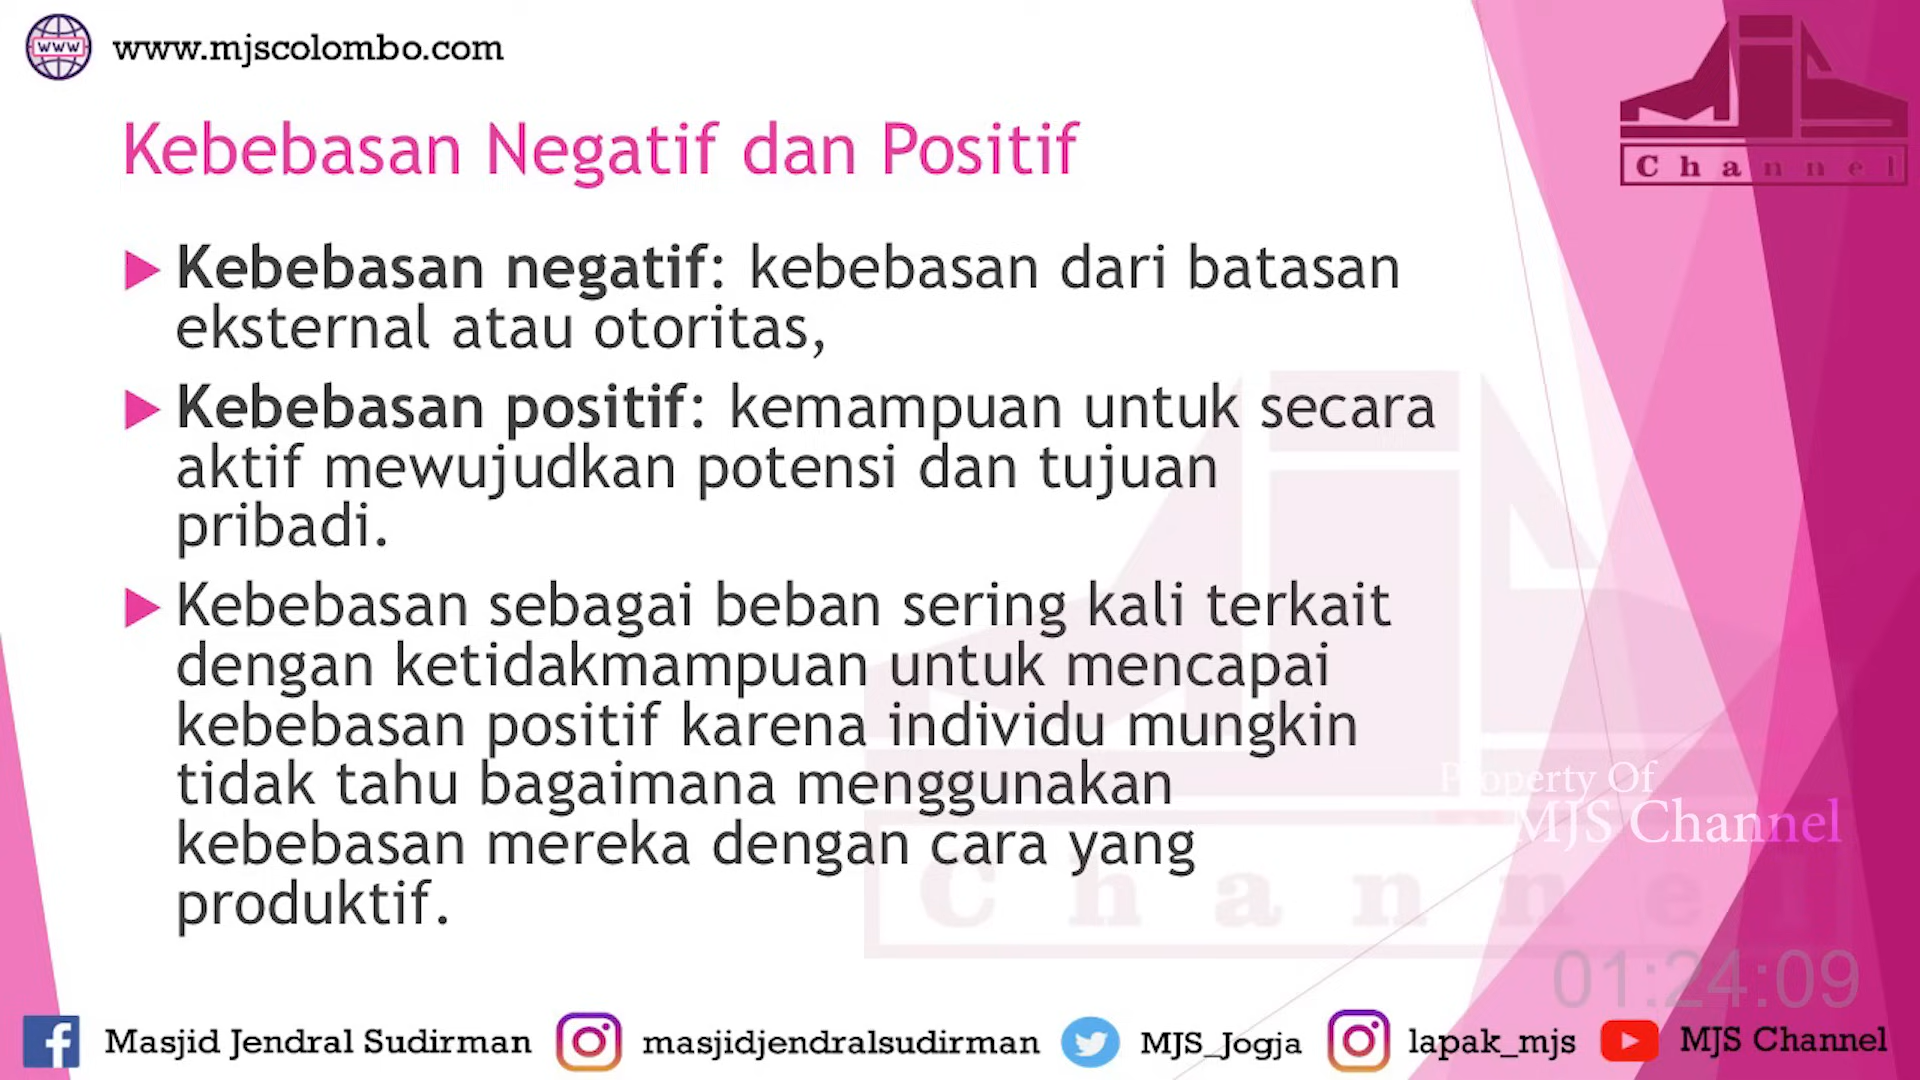 www
www.mjscolombo.com
MJS
Channel
Kebebasan Negatif dan Positif
Kebebasan negatif: kebebasan dari batasan
eksternal atau otoritas,
Kebebasan positif: kemampuan untuk secara
aktif mewujudkan potensi dan tujuan
pribadi.
Kebebasan sebagai beban sering kali terkait
dengan ketidakmampuan untuk mencapai
kebebasan positif karena individu mungkin
tidak tahu bagaimana menggunakan
kebebasan mereka dengan cara yang
produktif.
Property Of
MJS Channel
Channel
01:24:09
Masjid Jendral Sudirman masjidjendralsudirman MJS_Jogja lapak_mjs MJS Channel